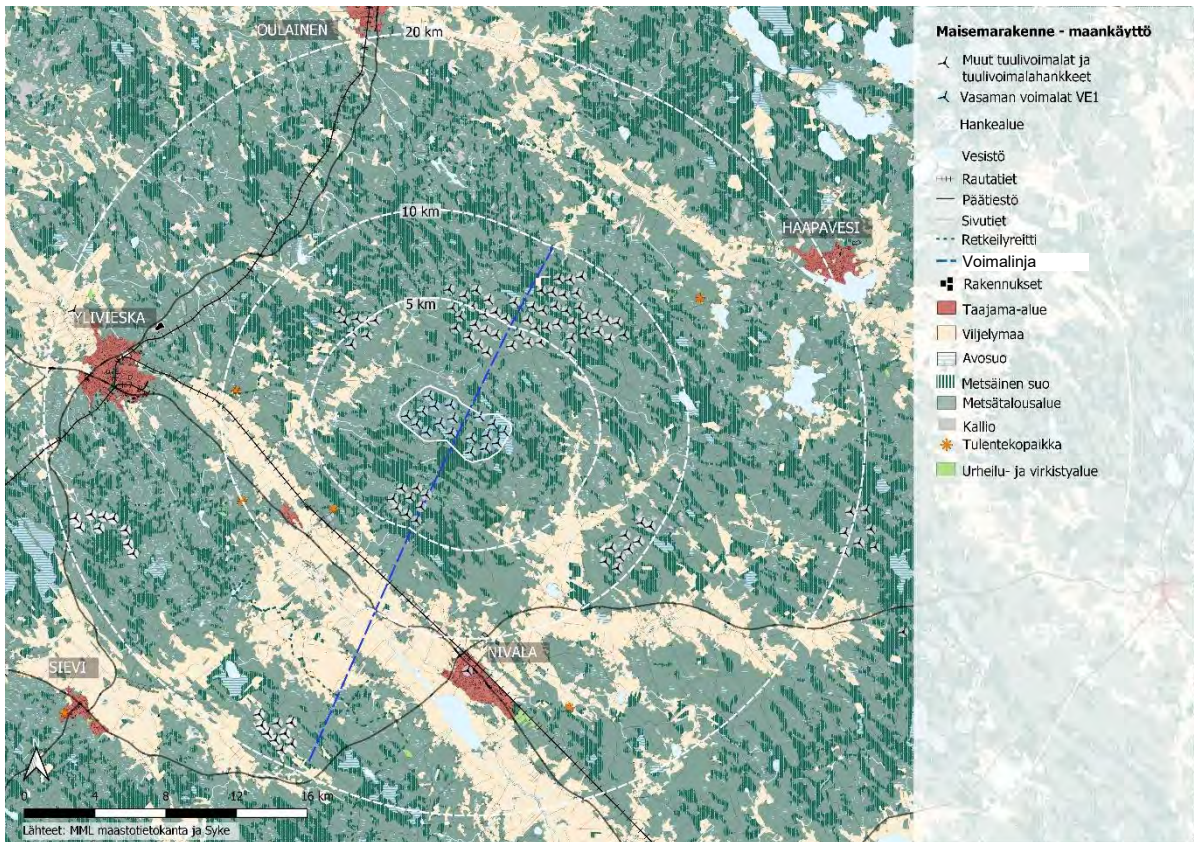 OULAINEN
20 km
10 km
HAAPAVESI
5 km
YLIVIESKA
NIVALA
SIEVI
0 4 8 12 16 km
Lähteet: MML maastotietokanta ja Syke
Maisemarakenne - maankäyttö
Muut tuulivoimalat ja
tuulivoimalahankkeet
Vasaman voimalat VE1
Hankealue
Vesistö
Rautatiet
Päätiestö
Sivutiet
Retkeilyreitti
Voimalinja
Rakennukset
Taajama-alue
Viljelymaa
Avosuo
Metsäinen suo
Metsätalousalue
Kallio
Tulentekopaikka
Urheilu- ja virkistyalue